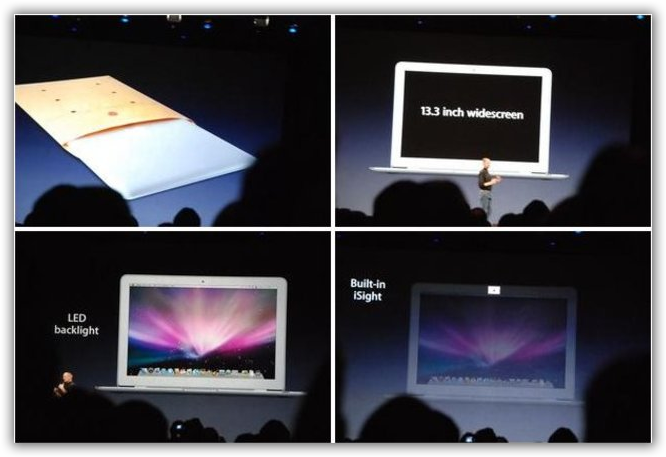 13.3 inch widescreen
LED
backlight
Built-in
iSight